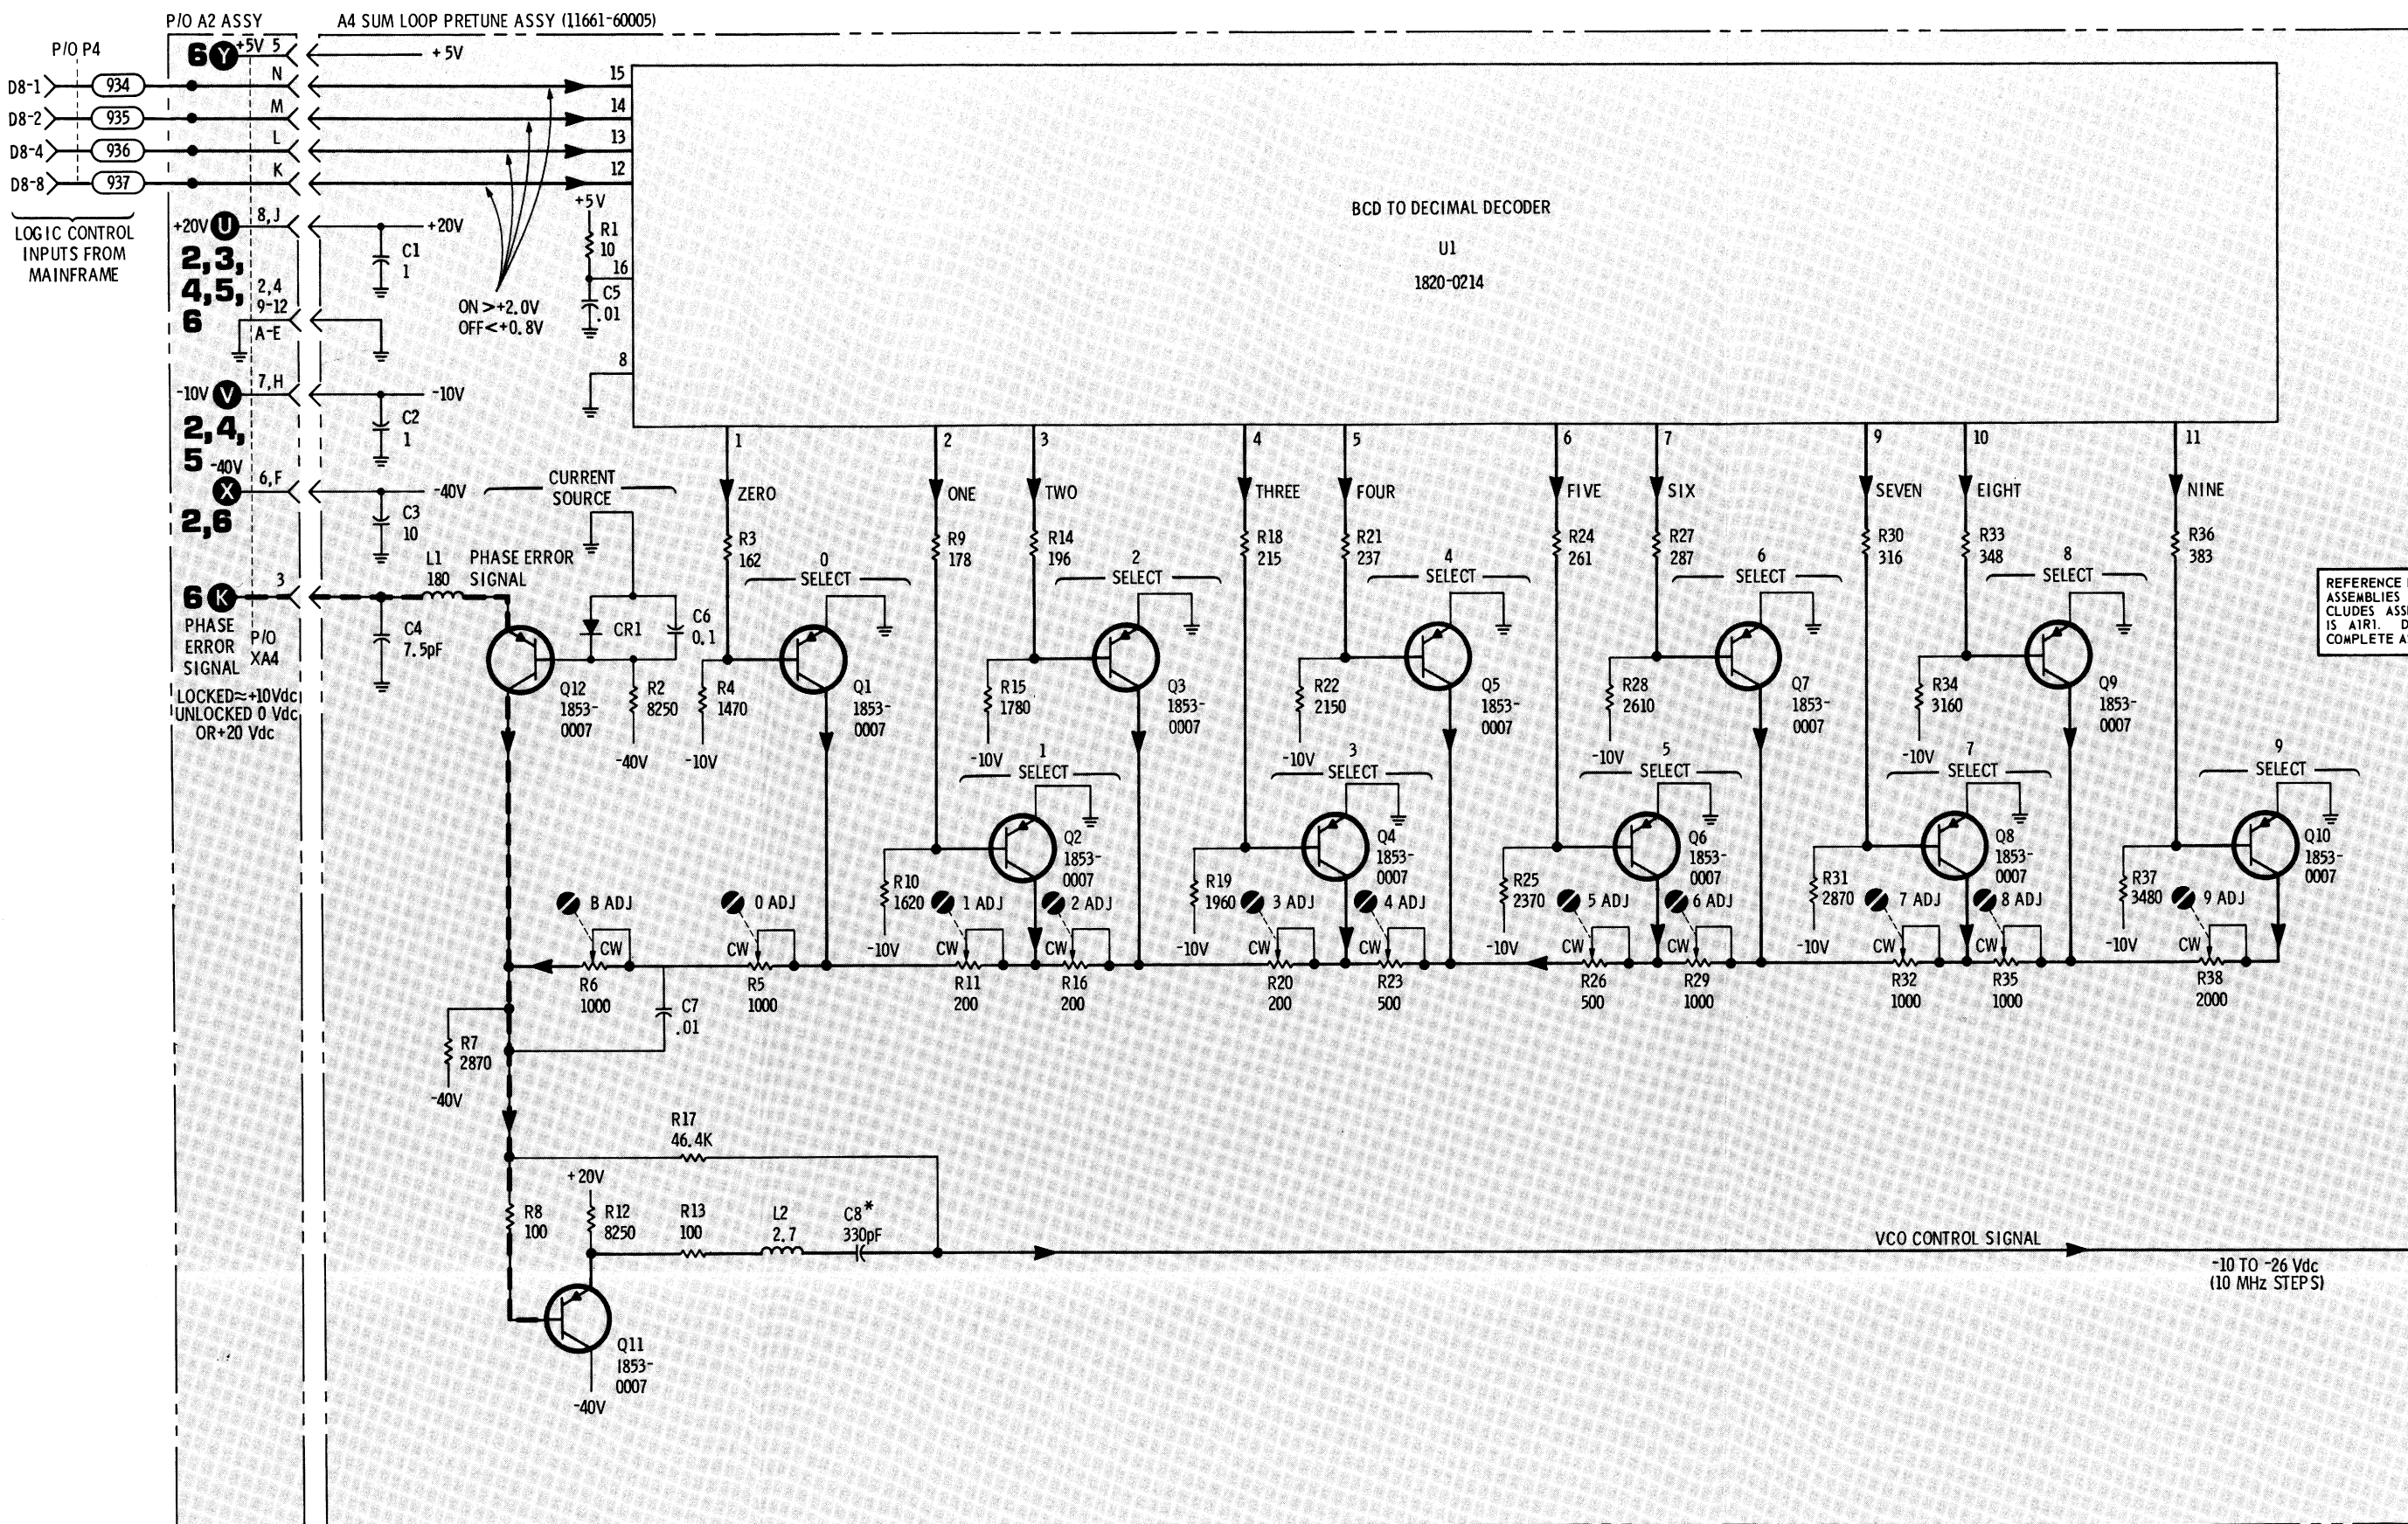 P/O A2 ASSY
A4 SUM LOOP PRETUNE ASSY (11661-60005)
P/O P4
6 Y +5V 5
+5V
D8-1 934 N 15
D8-2 935 M 14
D8-4 936 L 13
D8-8 937 K 12
LOGIC CONTROL
INPUTS FROM
MAINFRAME
+20V U 8,J
+20V
2,3,
4,5,
6
C1
1
2,4
9-12
A-E
ON >+2.0V
OFF<+0.8V
+5V
R1
10
16
C5
.01
8
BCD TO DECIMAL DECODER
U1
1820-0214
-10V V 7,H
-10V
2,4,
5
C2
1
-40V
X 6,F
-40V
2,6
C3
10
6 K 3
PHASE
ERROR
SIGNAL
P/O
XA4
LOCKED≈+10Vdc
UNLOCKED 0 Vdc
OR+20 Vdc
L1
180
PHASE ERROR
SIGNAL
C4
7.5pF
CURRENT
SOURCE
CR1
C6
0.1
Q12
1853-
0007
R2
8250
-40V
1
ZERO
R3
162
R4
1470
-10V
0
SELECT
Q1
1853-
0007
2
ONE
R9
178
R10
1620
-10V
1
SELECT
Q2
1853-
0007
3
TWO
R14
196
R15
1780
-10V
2
SELECT
Q3
1853-
0007
4
THREE
R18
215
R19
1960
-10V
3
SELECT
Q4
1853-
0007
5
FOUR
R21
237
R22
2150
-10V
4
SELECT
Q5
1853-
0007
6
FIVE
R24
261
R25
2370
-10V
5
SELECT
Q6
1853-
0007
7
SIX
R27
287
R28
2610
-10V
6
SELECT
Q7
1853-
0007
9
SEVEN
R30
316
R31
2870
-10V
7
SELECT
Q8
1853-
0007
10
EIGHT
R33
348
R34
3160
-10V
8
SELECT
Q9
1853-
0007
11
NINE
R36
383
R37
3480
-10V
9
SELECT
Q10
1853-
0007
REFERENCE
ASSEMBLIES
CLUDES ASS
IS A1R1. D
COMPLETE A
B ADJ
CW
R6
1000
0 ADJ
CW
R5
1000
C7
.01
1 ADJ
CW
R11
200
2 ADJ
CW
R16
200
3 ADJ
CW
R20
200
4 ADJ
CW
R23
500
5 ADJ
CW
R26
500
6 ADJ
CW
R29
1000
7 ADJ
CW
R32
1000
8 ADJ
CW
R35
1000
9 ADJ
CW
R38
2000
R7
2870
-40V
R17
46.4K
+20V
R8
100
R12
8250
R13
100
L2
2.7
C8*
330pF
VCO CONTROL SIGNAL
-10 TO -26 Vdc
(10 MHz STEPS)
Q11
1853-
0007
-40V